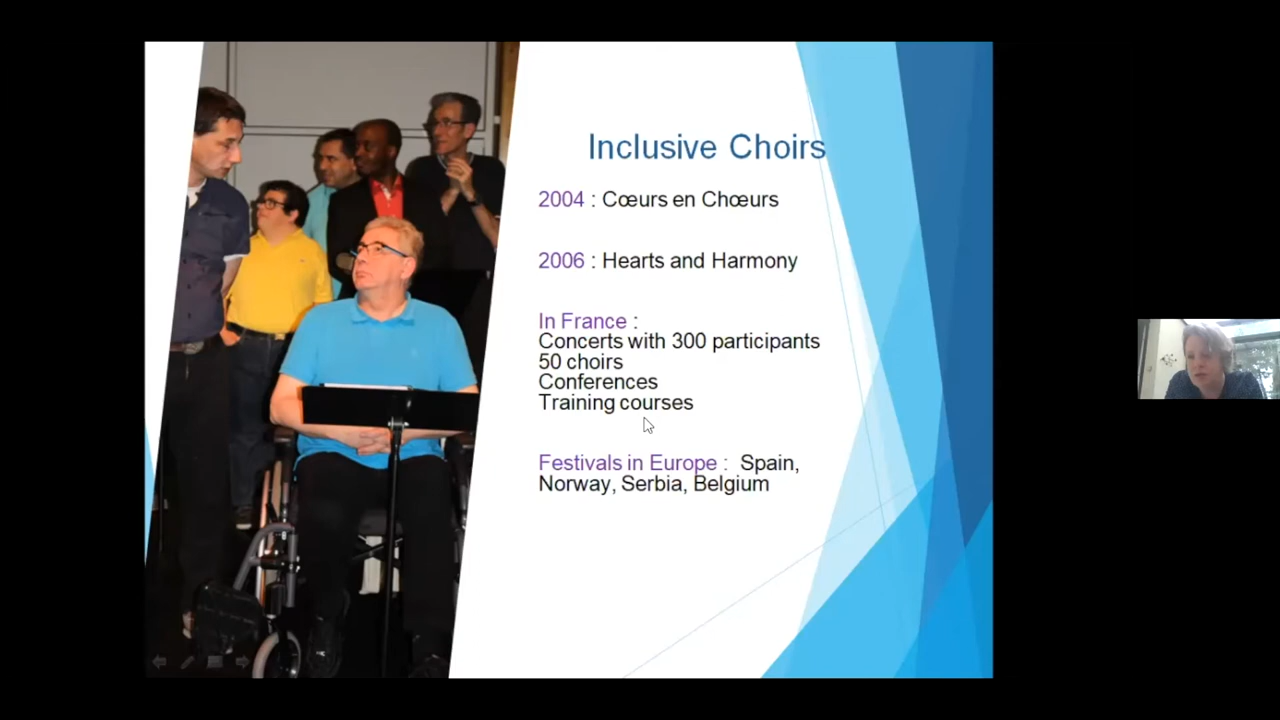 Inclusive Choirs
2004 : Cœurs en Chœurs
2006 : Hearts and Harmony
In France :
Concerts with 300 participants
50 choirs
Conferences
Training courses
Festivals in Europe : Spain,
Norway, Serbia, Belgium